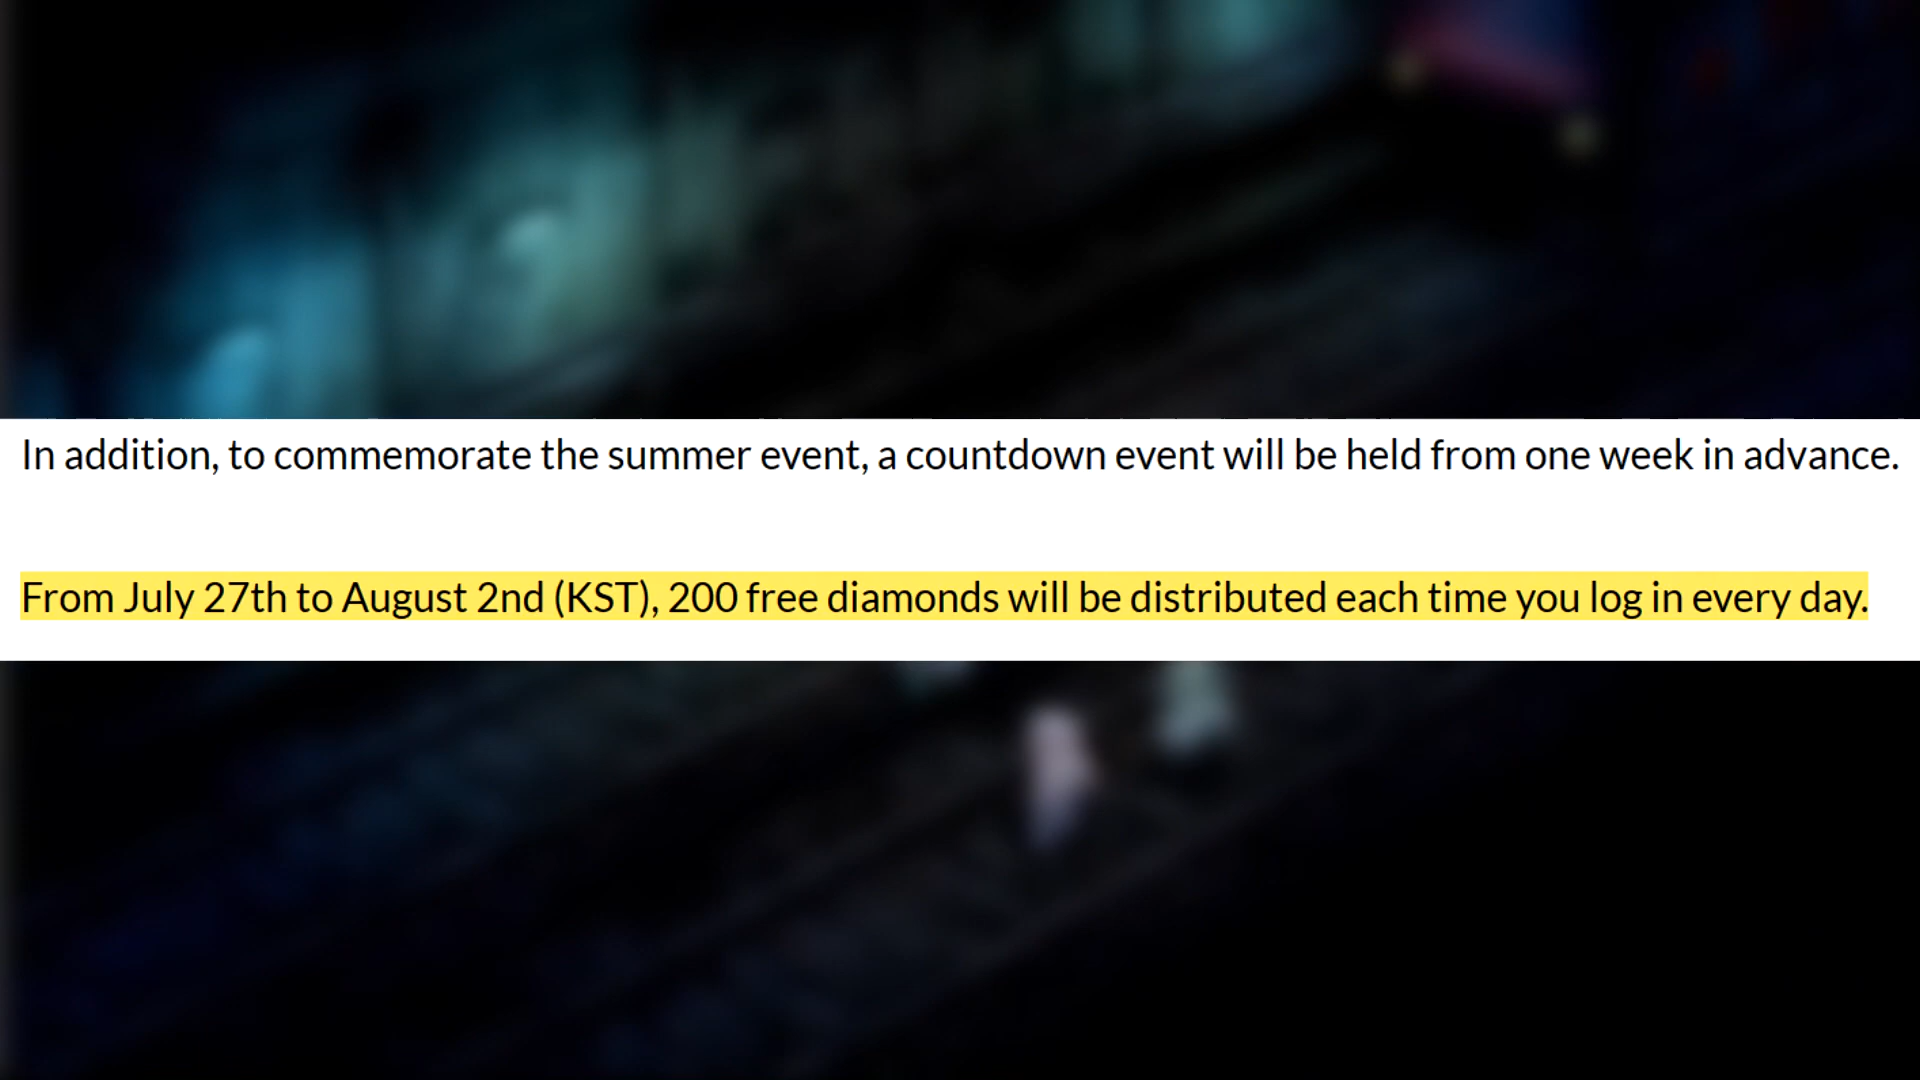 In addition, to commemorate the summer event, a countdown event will be held from one week in advance.
From July 27th to August 2nd (KST), 200 free diamonds will be distributed each time you log in every day.